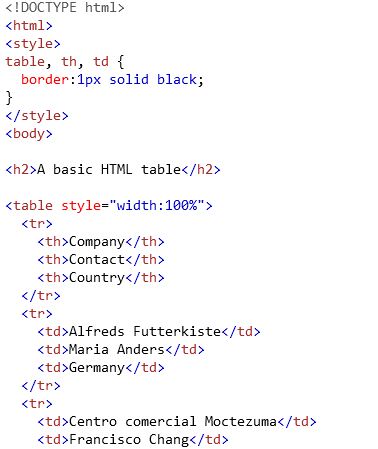 <!DOCTYPE html>
<html>
<style>
table, th, td {
  border:1px solid black;
}
</style>
<body>

<h2>A basic HTML table</h2>

<table style="width:100%">
  <tr>
    <th>Company</th>
    <th>Contact</th>
    <th>Country</th>
  </tr>
  <tr>
    <td>Alfreds Futterkiste</td>
    <td>Maria Anders</td>
    <td>Germany</td>
  </tr>
  <tr>
    <td>Centro comercial Moctezuma</td>
    <td>Francisco Chang</td>